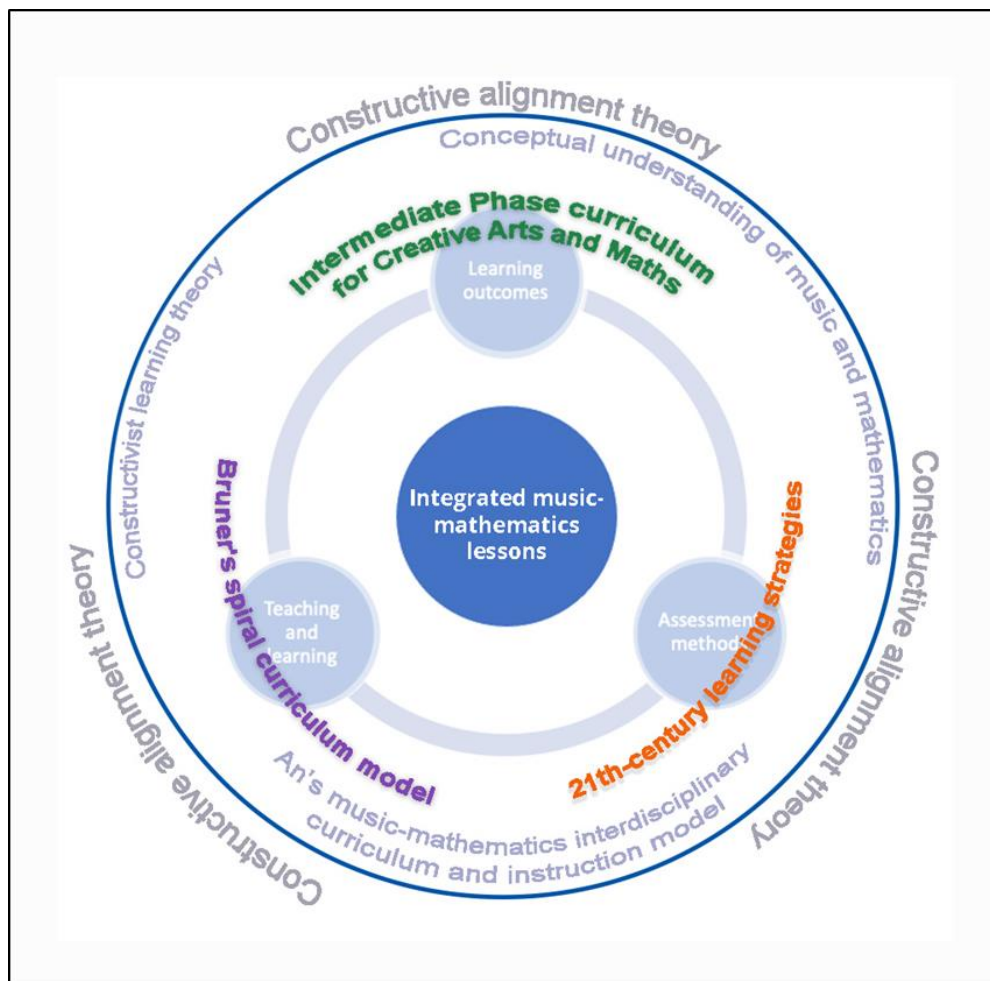 Constructive alignment theory
Conceptual understanding of music and mathematics
Intermediate Phase curriculum
for Creative Arts and Maths
Learning
outcomes
Constructivist learning theory
Integrated music-
mathematics
lessons
Bruner's spiral curriculum model
Teaching
and
learning
21th-century learning strategies
Assessment
methods
An's music-mathematics interdisciplinary
curriculum and instruction model
Constructive alignment theory
Constructive alignment theory